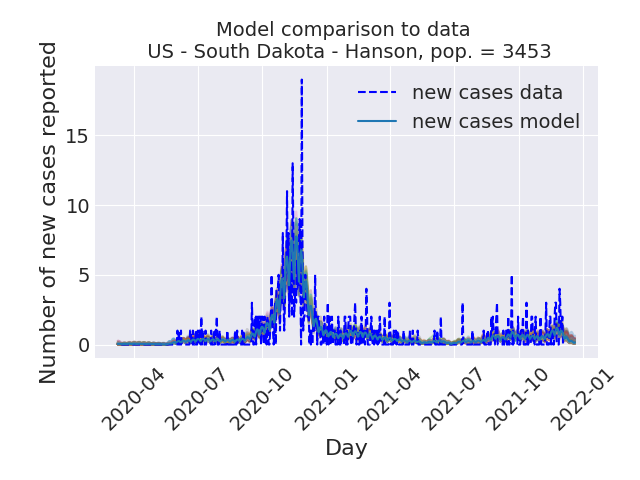 Model comparison to data
US - South Dakota - Hanson, pop. = 3453
Number of new cases reported
new cases data
new cases model
15
10
5
0
2020-04
2020-07
2020-10
2021-01
2021-04
2021-07
2021-10
2022-01
Day